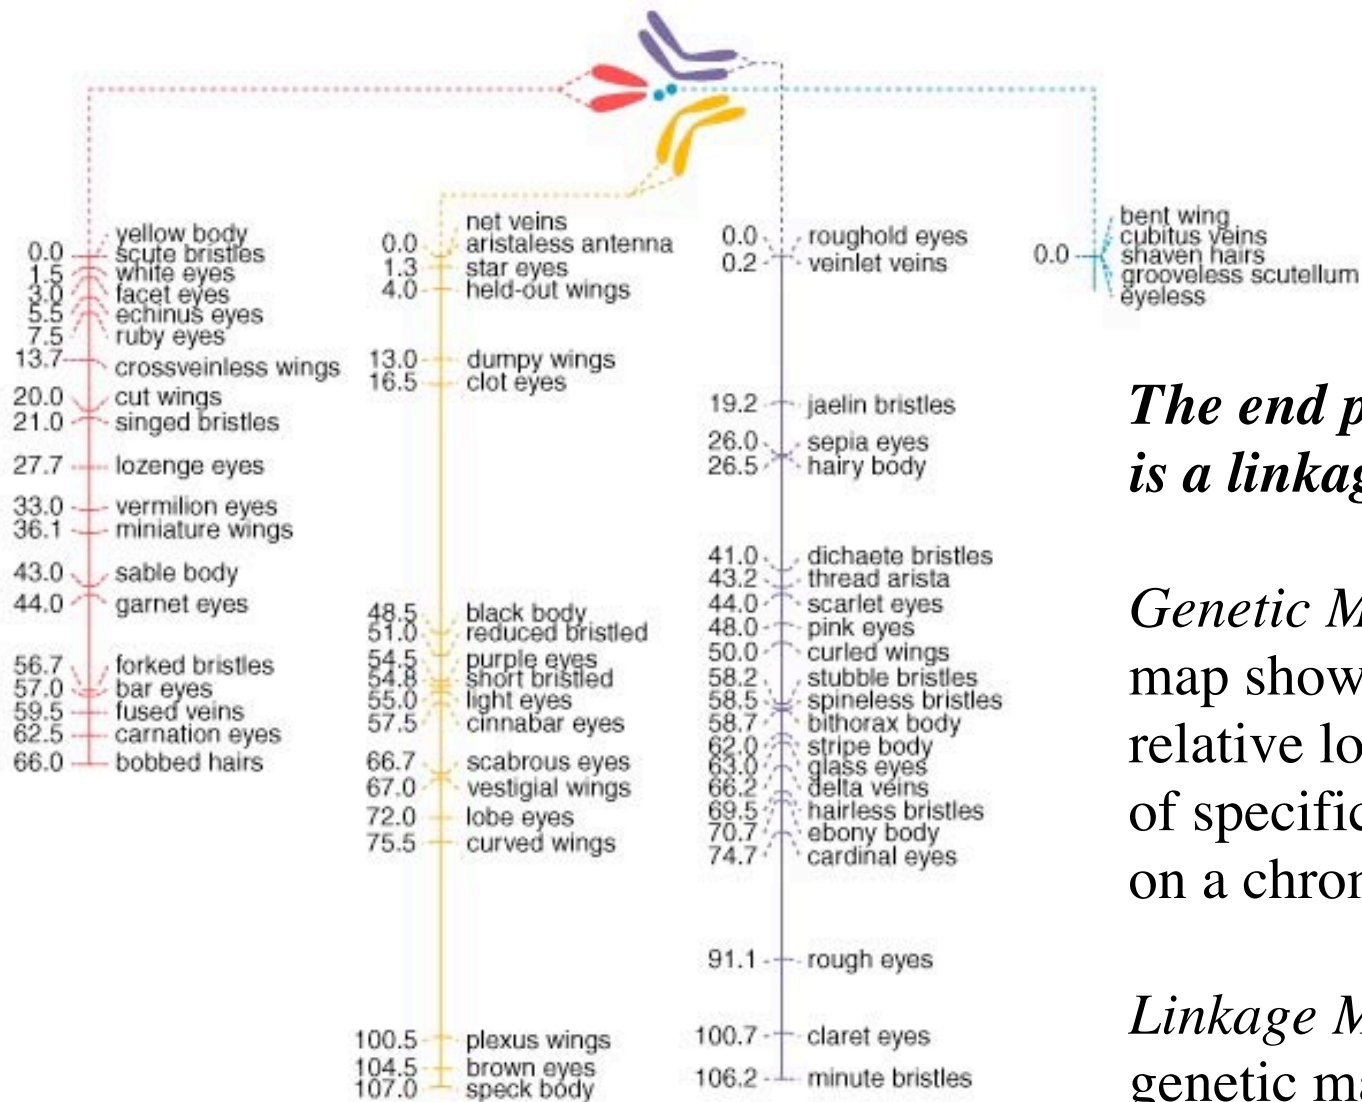 yellow body
0.0 scute bristles
1.5 white eyes
3.0 facet eyes
5.5 echinus eyes
7.5 ruby eyes
13.7 crossveinless wings
20.0 cut wings
21.0 singed bristles
27.7 lozenge eyes
33.0 vermilion eyes
36.1 miniature wings
43.0 sable body
44.0 garnet eyes
56.7 forked bristles
57.0 bar eyes
59.5 fused veins
62.5 carnation eyes
66.0 bobbed hairs
net veins
0.0 aristaless antenna
1.3 star eyes
4.0 held-out wings
13.0 dumpy wings
16.5 clot eyes
48.5 black body
51.0 reduced bristled
54.5 purple eyes
54.8 short bristled
55.0 light eyes
57.5 cinnabar eyes
66.7 scabrous eyes
67.0 vestigial wings
72.0 lobe eyes
75.5 curved wings
100.5 plexus wings
104.5 brown eyes
107.0 speck body
0.0 roughold eyes
0.2 veinlet veins
19.2 jaelin bristles
26.0 sepia eyes
26.5 hairy body
41.0 dichaete bristles
43.2 thread arista
44.0 scarlet eyes
48.0 pink eyes
50.0 curled wings
58.2 stubble bristles
58.5 spineless bristles
58.7 bithorax body
62.0 stripe body
63.0 glass eyes
66.2 delta veins
69.5 hairless bristles
70.7 ebony body
74.7 cardinal eyes
91.1 rough eyes
100.7 claret eyes
106.2 minute bristles
bent wing
cubitus veins
0.0 shaven hairs
grooveless scutellum
eyeless
The end p
is a linkag
Genetic M
map show
relative lo
of specific
on a chron
Linkage M
genetic ma